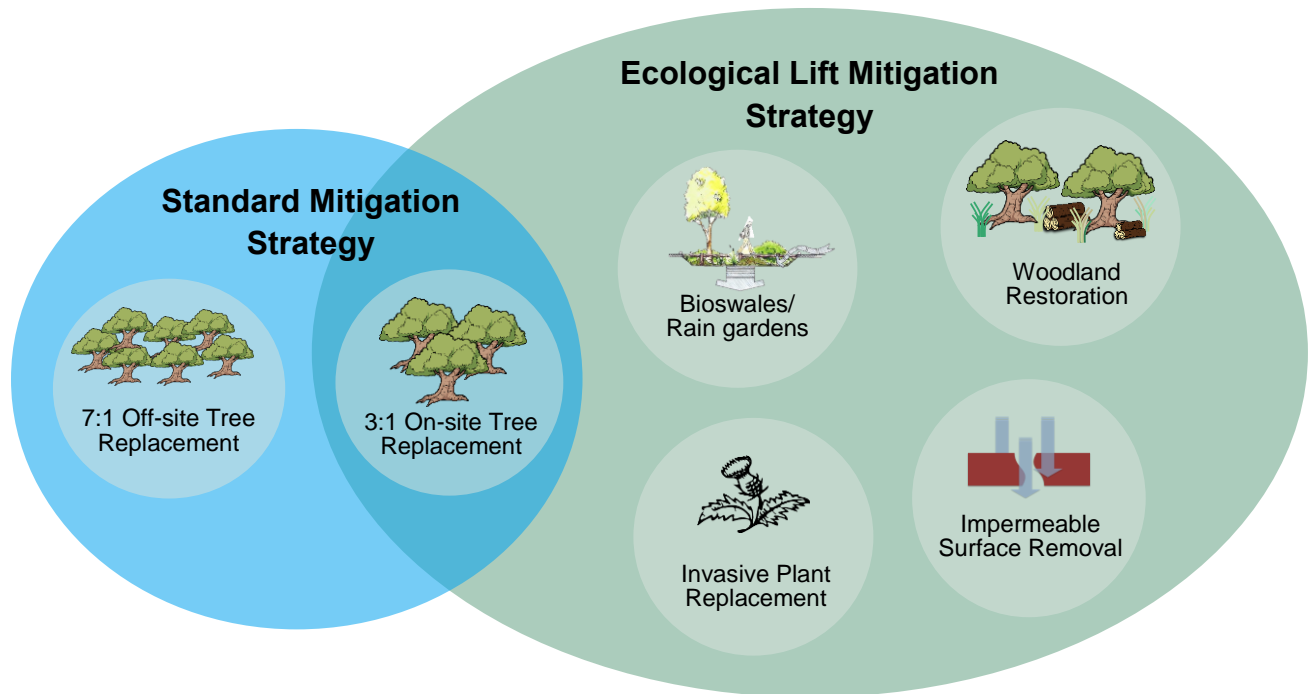 Ecological Lift Mitigation
Strategy
Standard Mitigation
Strategy
7:1 Off-site Tree
Replacement
3:1 On-site Tree
Replacement
Bioswales/
Rain gardens
Woodland
Restoration
Invasive Plant
Replacement
Impermeable
Surface Removal